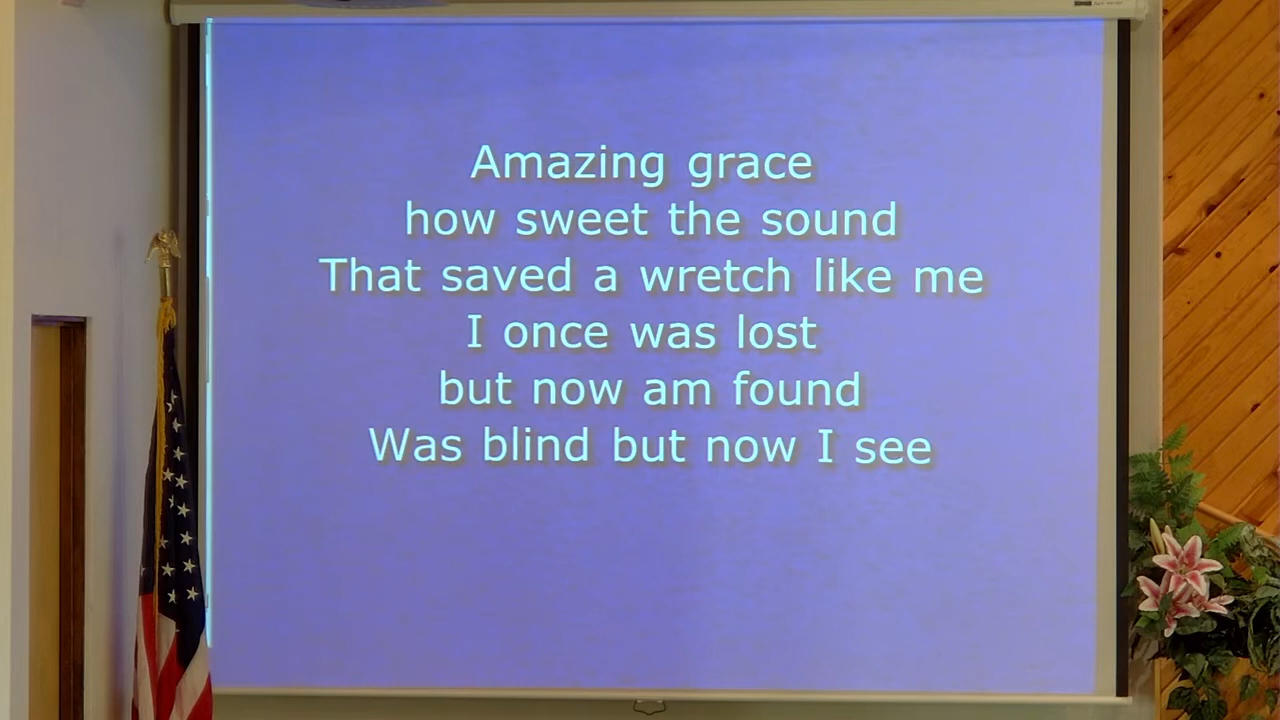 Amazing grace
how sweet the sound
That saved a wretch like me
I once was lost
but now am found
Was blind but now I see